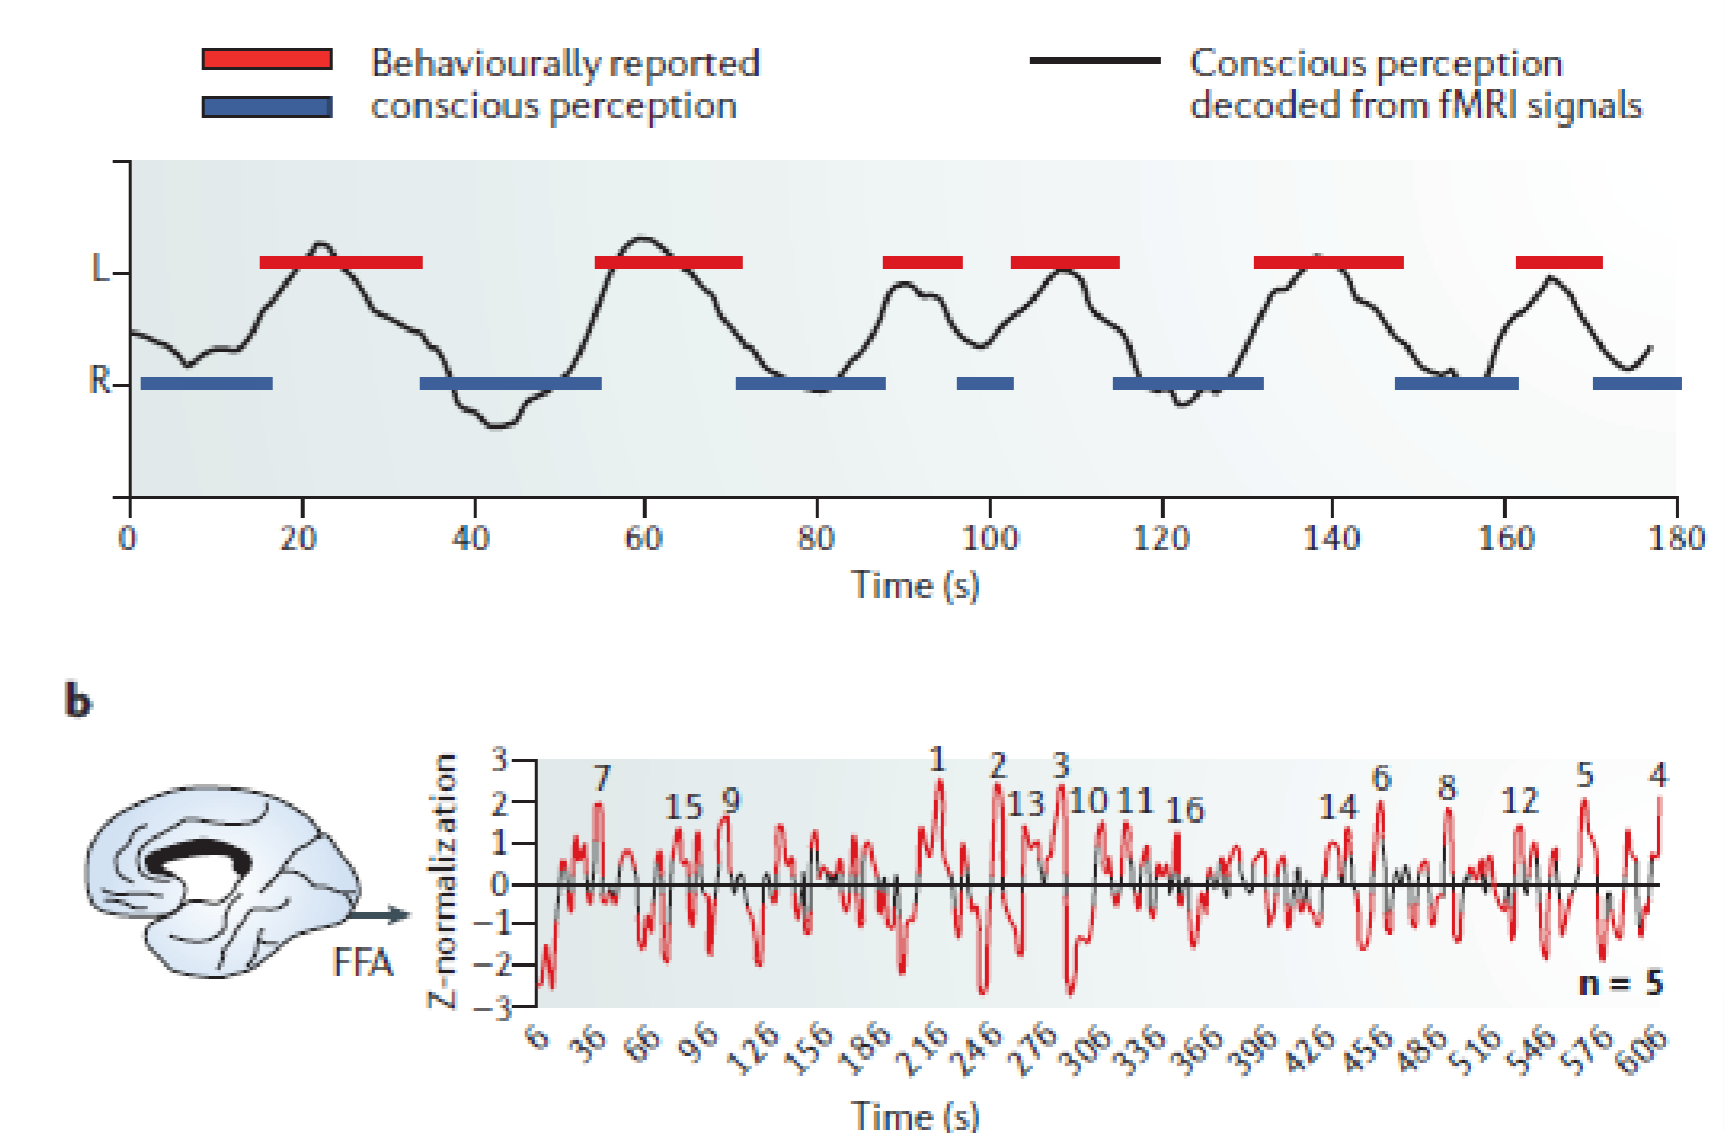 Behaviourally reported
conscious perception
Conscious perception
decoded from fMRI signals
L
R
0 20 40 60 80 100 120 140 160 180
Time (s)
b
FFA
Z-normalization
3
2
1
0
−1
−2
−3
7 15 9 1 2 13 3 10 11 16 14 6 8 12 5 4
n = 5
6 36 66 96 126 156 186 216 246 276 306 336 366 396 426 456 486 516 546 576 606
Time (s)